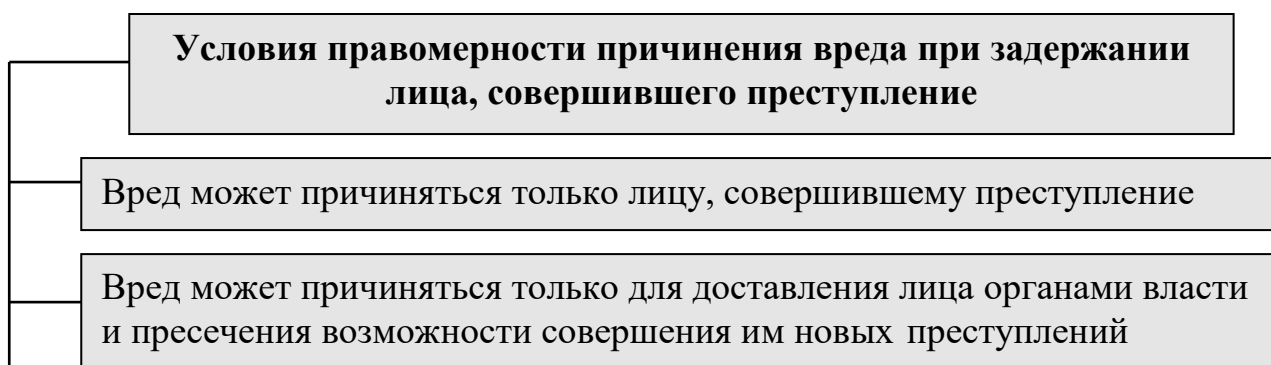 Условия правомерности причинения вреда при задержании
лица, совершившего преступление
Вред может причиняться только лицу, совершившему преступление
Вред может причиняться только для доставления лица органами власти
и пресечения возможности совершения им новых преступлений